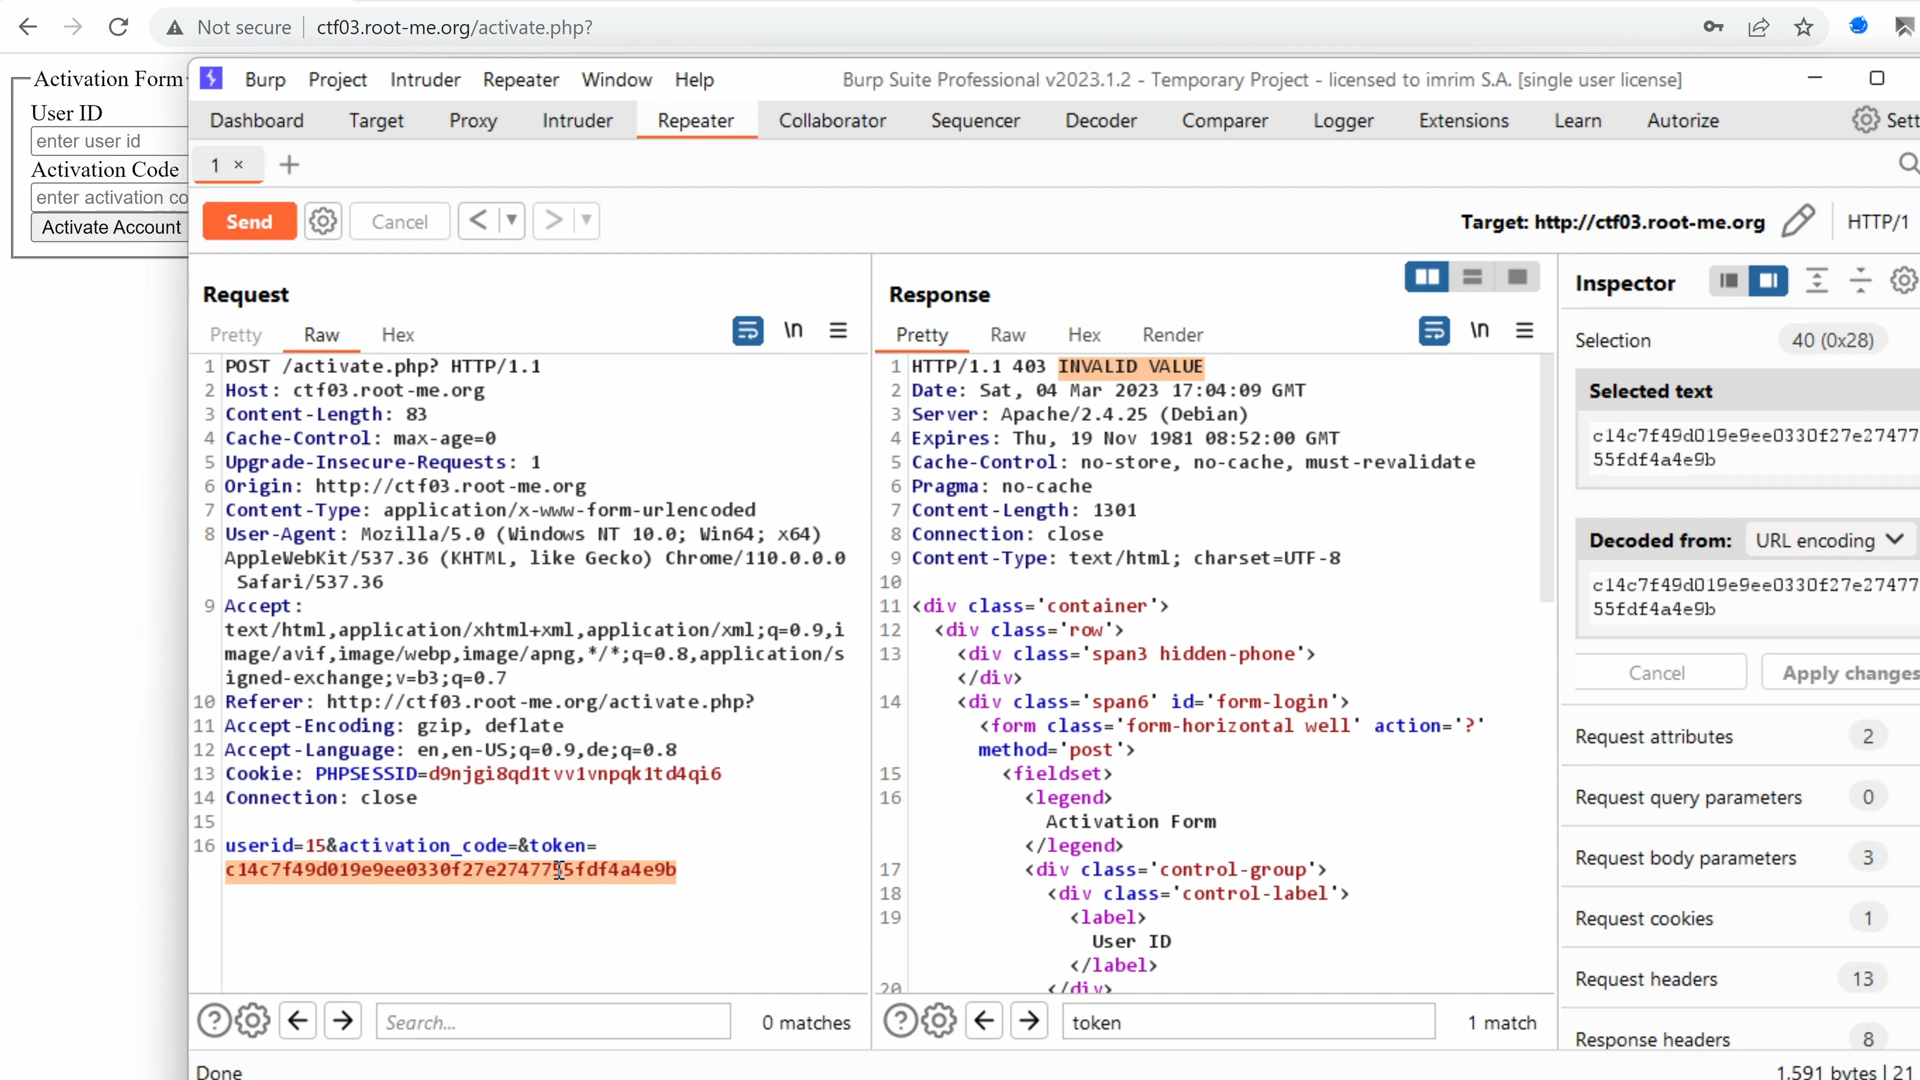 Not secure
ctf03.root-me.org/activate.php?
Activation Form
User ID
enter user id
Activation Code
enter activation co
Activate Account
Burp Project Intruder Repeater Window Help
Burp Suite Professional v2023.1.2 - Temporary Project - licensed to imrim S.A. [single user license]
Dashboard Target Proxy Intruder Repeater Collaborator Sequencer Decoder Comparer Logger Extensions Learn Autorize Sett
1 × +
Send Cancel < >
Target: http://ctf03.root-me.org HTTP/1
Request
Pretty Raw Hex \n
1 POST /activate.php? HTTP/1.1
2 Host: ctf03.root-me.org
3 Content-Length: 83
4 Cache-Control: max-age=0
5 Upgrade-Insecure-Requests: 1
6 Origin: http://ctf03.root-me.org
7 Content-Type: application/x-www-form-urlencoded
8 User-Agent: Mozilla/5.0 (Windows NT 10.0; Win64; x64)
AppleWebKit/537.36 (KHTML, like Gecko) Chrome/110.0.0.0
Safari/537.36
9 Accept:
text/html,application/xhtml+xml,application/xml;q=0.9,i
mage/avif,image/webp,image/apng,*/*;q=0.8,application/s
igned-exchange;v=b3;q=0.7
10 Referer: http://ctf03.root-me.org/activate.php?
11 Accept-Encoding: gzip, deflate
12 Accept-Language: en,en-US;q=0.9,de;q=0.8
13 Cookie: PHPSESSID=d9njgi8qd1tvv1vnpqk1td4qi6
14 Connection: close
15
16 userid=15&activation_code=&token=
c14c7f49d019e9ee0330f27e2747755fdf4a4e9b
Search...
0 matches
Response
Pretty Raw Hex Render \n
1 HTTP/1.1 403 INVALID VALUE
2 Date: Sat, 04 Mar 2023 17:04:09 GMT
3 Server: Apache/2.4.25 (Debian)
4 Expires: Thu, 19 Nov 1981 08:52:00 GMT
5 Cache-Control: no-store, no-cache, must-revalidate
6 Pragma: no-cache
7 Content-Length: 1301
8 Connection: close
9 Content-Type: text/html; charset=UTF-8
10
11 <div class='container'>
12 <div class='row'>
13 <div class='span3 hidden-phone'>
</div>
14 <div class='span6' id='form-login'>
<form class='form-horizontal well' action='?'
method='post'>
15 <fieldset>
16 <legend>
Activation Form
</legend>
17 <div class='control-group'>
18 <div class='control-label'>
19 <label>
User ID
</label>
20 </div>
token
1 match
Inspector
Selection 40 (0x28)
Selected text
c14c7f49d019e9ee0330f27e27477
55fdf4a4e9b
Decoded from: URL encoding
c14c7f49d019e9ee0330f27e27477
55fdf4a4e9b
Cancel Apply changes
Request attributes 2
Request query parameters 0
Request body parameters 3
Request cookies 1
Request headers 13
Response headers 8
Done
1,591 bytes | 21